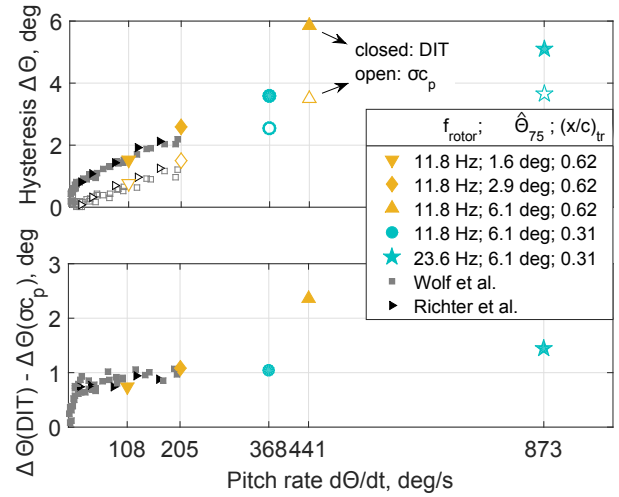 Hysteresis ΔΘ, deg
6
4
2
0
closed: DIT
open: σc_p
f_rotor; Θ̂_75 ; (x/c)_tr
11.8 Hz; 1.6 deg; 0.62
11.8 Hz; 2.9 deg; 0.62
11.8 Hz; 6.1 deg; 0.62
11.8 Hz; 6.1 deg; 0.31
23.6 Hz; 6.1 deg; 0.31
Wolf et al.
Richter et al.
ΔΘ(DIT) - ΔΘ(σc_p), deg
3
2
1
0
108 205 368 441 873
Pitch rate dΘ/dt, deg/s